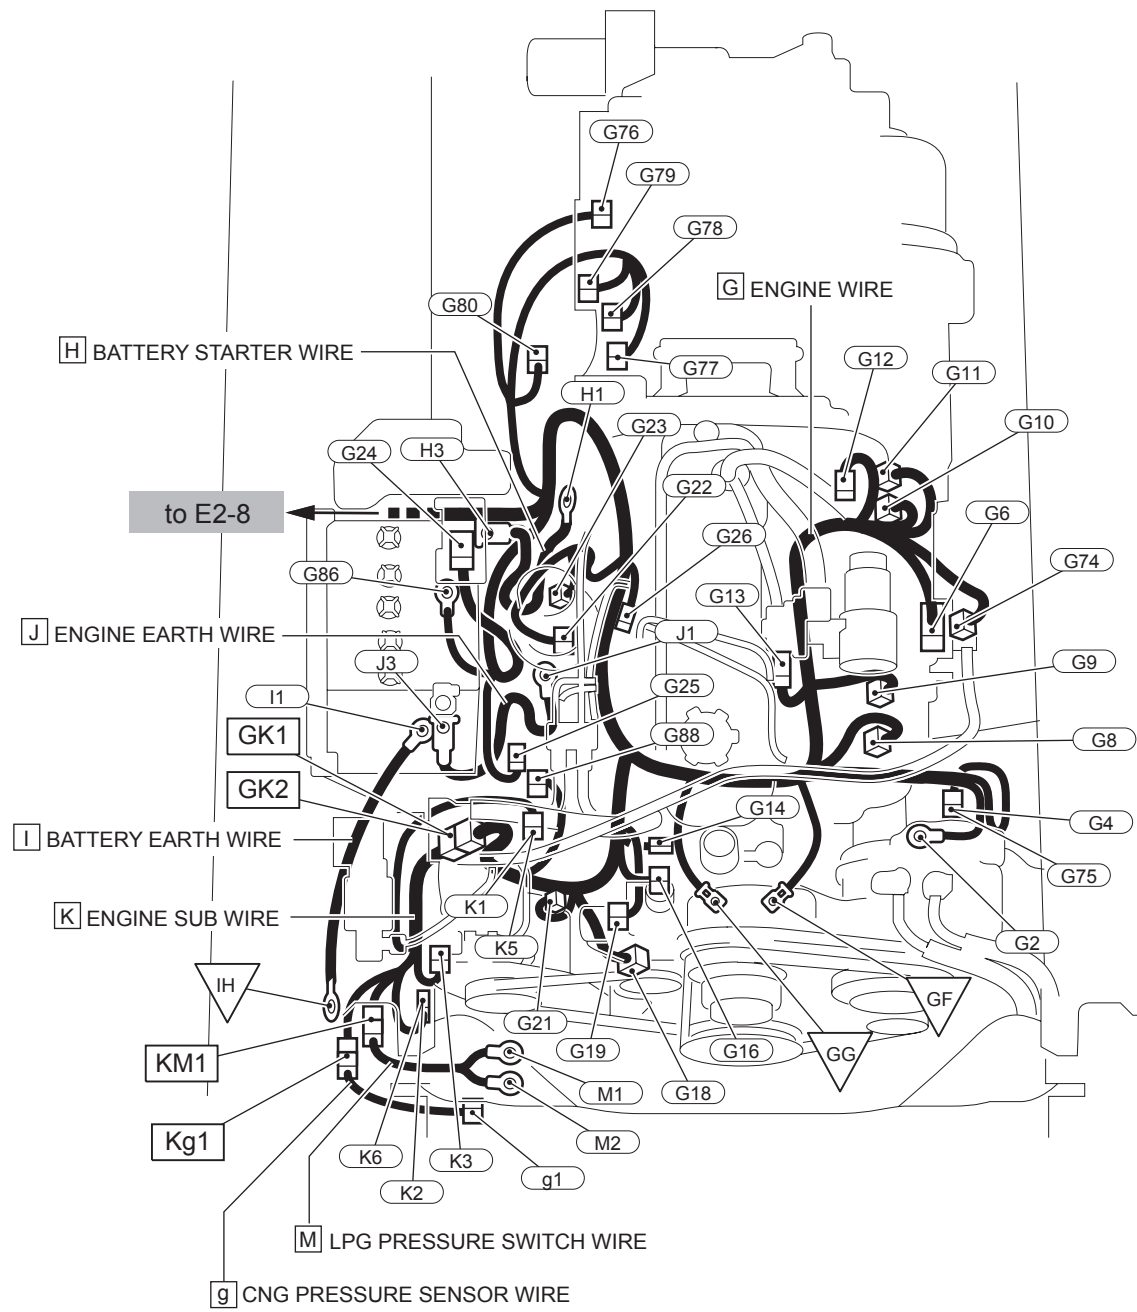 G76
G79
G78
G ENGINE WIRE
G80
H BATTERY STARTER WIRE
G77
G12
G11
H1
G10
G23
H3
G24
G22
to E2-8
G6
G26
G74
G86
G13
J ENGINE EARTH WIRE
J1
J3
G9
G25
I1
GK1
G88
G8
GK2
G14
G4
I BATTERY EARTH WIRE
G75
K1
K ENGINE SUB WIRE
K5
G2
IH
GF
G21
G19
G16
GG
KM1
M1
G18
Kg1
M2
K6
K3
g1
K2
M LPG PRESSURE SWITCH WIRE
g CNG PRESSURE SENSOR WIRE